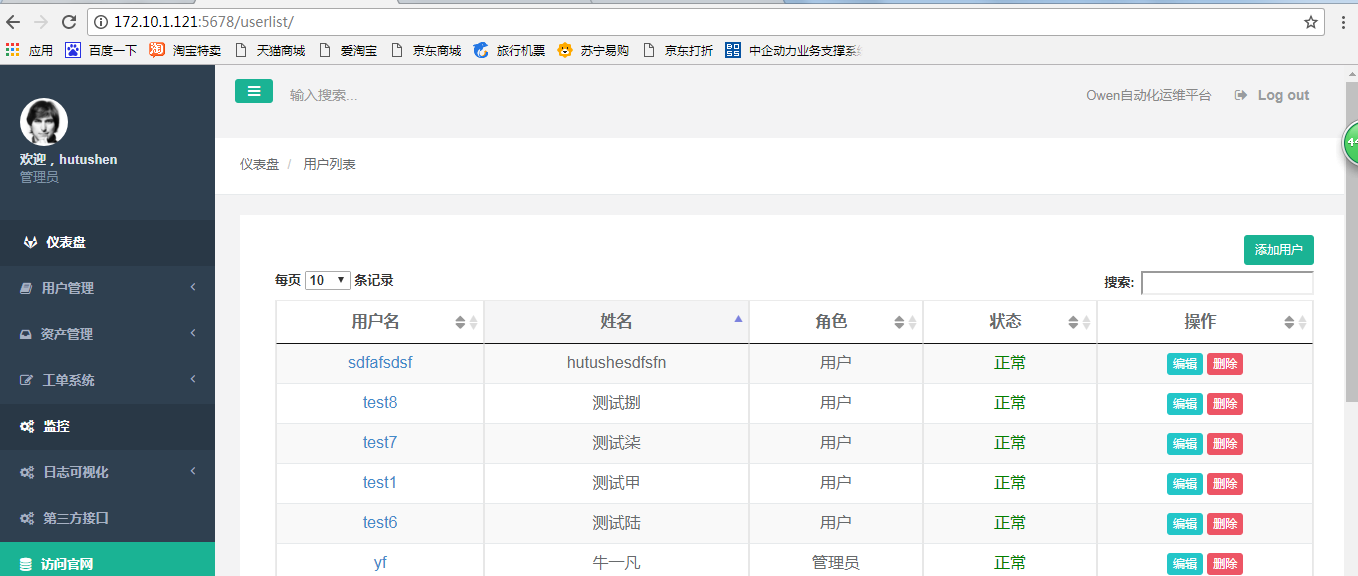 172.10.1.121:5678/userlist/
应用 百度一下 淘宝特卖 天猫商城 爱淘宝 京东商城 旅行机票 苏宁易购 京东打折 中企动力业务支撑系
欢迎，hutushen
管理员
仪表盘
用户管理
资产管理
工单系统
监控
日志可视化
第三方接口
访问官网
输入搜索...
Owen自动化运维平台 Log out
仪表盘 / 用户列表
添加用户
每页 10 条记录
搜索:
用户名 姓名 角色 状态 操作
sdfafsdsf hutushesdfsfn 用户 正常 编辑 删除
test8 测试捌 用户 正常 编辑 删除
test7 测试柒 用户 正常 编辑 删除
test1 测试甲 用户 正常 编辑 删除
test6 测试陆 用户 正常 编辑 删除
yf 牛一凡 管理员 正常 编辑 删除